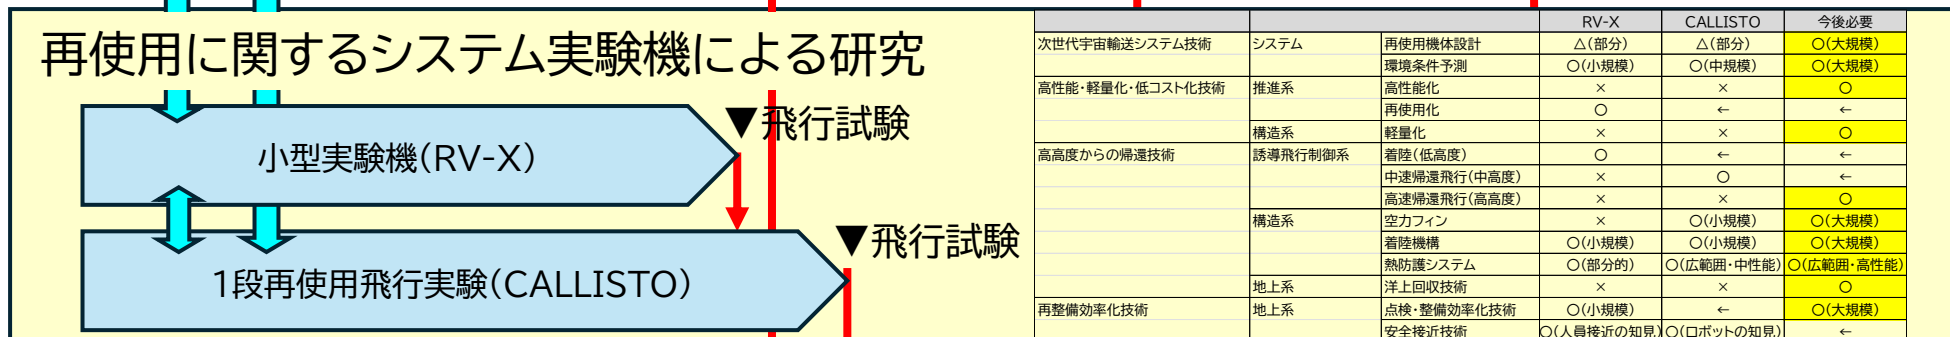 再使用に関するシステム実験機による研究
▼飛行試験
小型実験機(RV-X)
▼飛行試験
1段再使用飛行実験(CALLISTO)
RV-X CALLISTO 今後必要
次世代宇宙輸送システム技術 システム 再使用機体設計 △(部分) △(部分) 〇(大規模)
環境条件予測 〇(小規模) 〇(中規模) 〇(大規模)
高性能・軽量化・低コスト化技術 推進系 高性能化 × × 〇
再使用化 〇 ← ←
構造系 軽量化 × × 〇
高高度からの帰還技術 誘導飛行制御系 着陸(低高度) 〇 ← ←
中速帰還飛行(中高度) × 〇 ←
高速帰還飛行(高高度) × × 〇
構造系 空力フィン × 〇(小規模) 〇(大規模)
着陸機構 〇(小規模) 〇(小規模) 〇(大規模)
熱防護システム 〇(部分的) 〇(広範囲・中性能) 〇(広範囲・高性能)
地上系 洋上回収技術 × × 〇
再整備効率化技術 地上系 点検・整備効率化技術 〇(小規模) ← 〇(大規模)
安全接近技術 〇(人員接近の知見) 〇(ロボットの知見) ←